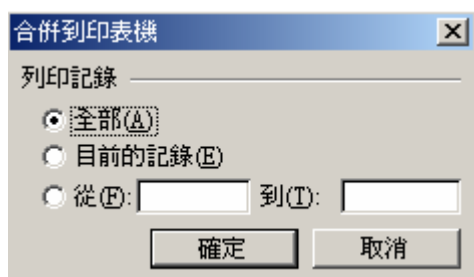 合併到印表機
列印記錄
全部(A)
目前的記錄(E)
從(F): 到(T):
確定 取消